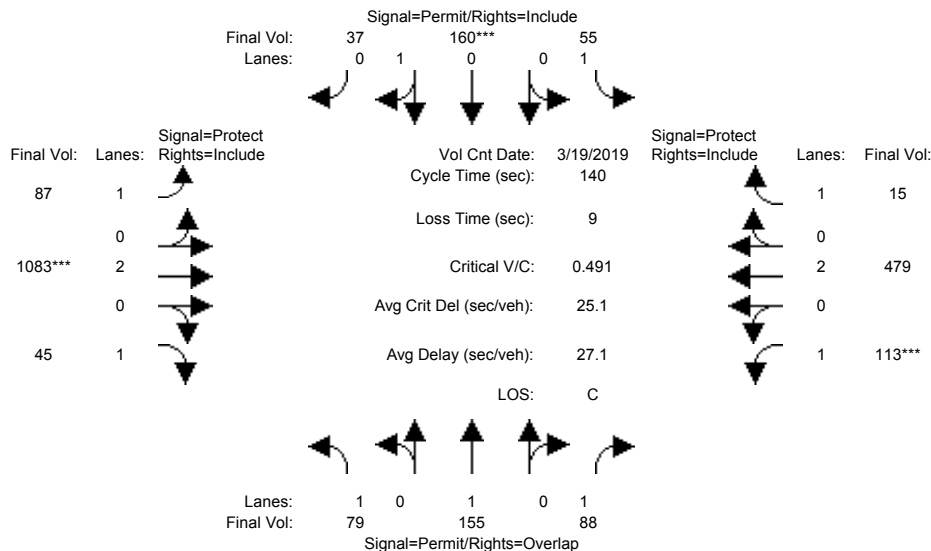 Signal=Permit/Rights=Include
Final Vol: 37 160*** 55
Lanes: 0 1 0 0 1
Signal=Protect Signal=Protect
Final Vol: Lanes: Rights=Include Vol Cnt Date: 3/19/2019 Rights=Include Lanes: Final Vol:
Cycle Time (sec): 140
87 1 1 15
Loss Time (sec): 9
0 0
1083*** 2 Critical V/C: 0.491 2 479
0 Avg Crit Del (sec/veh): 25.1 0
45 1 Avg Delay (sec/veh): 27.1 1 113***
LOS: C
Lanes: 1 0 1 0 1
Final Vol: 79 155 88
Signal=Permit/Rights=Overlap